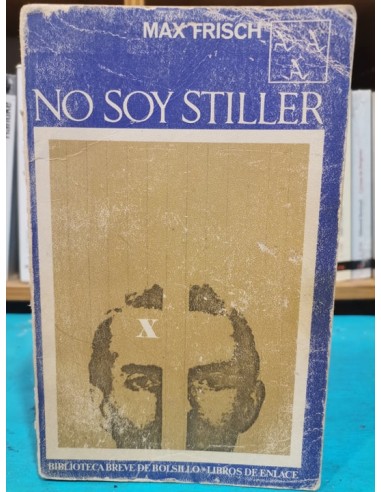 MAX FRISCH
NO SOY STILLER
X
BIBLIOTECA BREVE DE BOLSILLO·LIBROS DE ENLACE